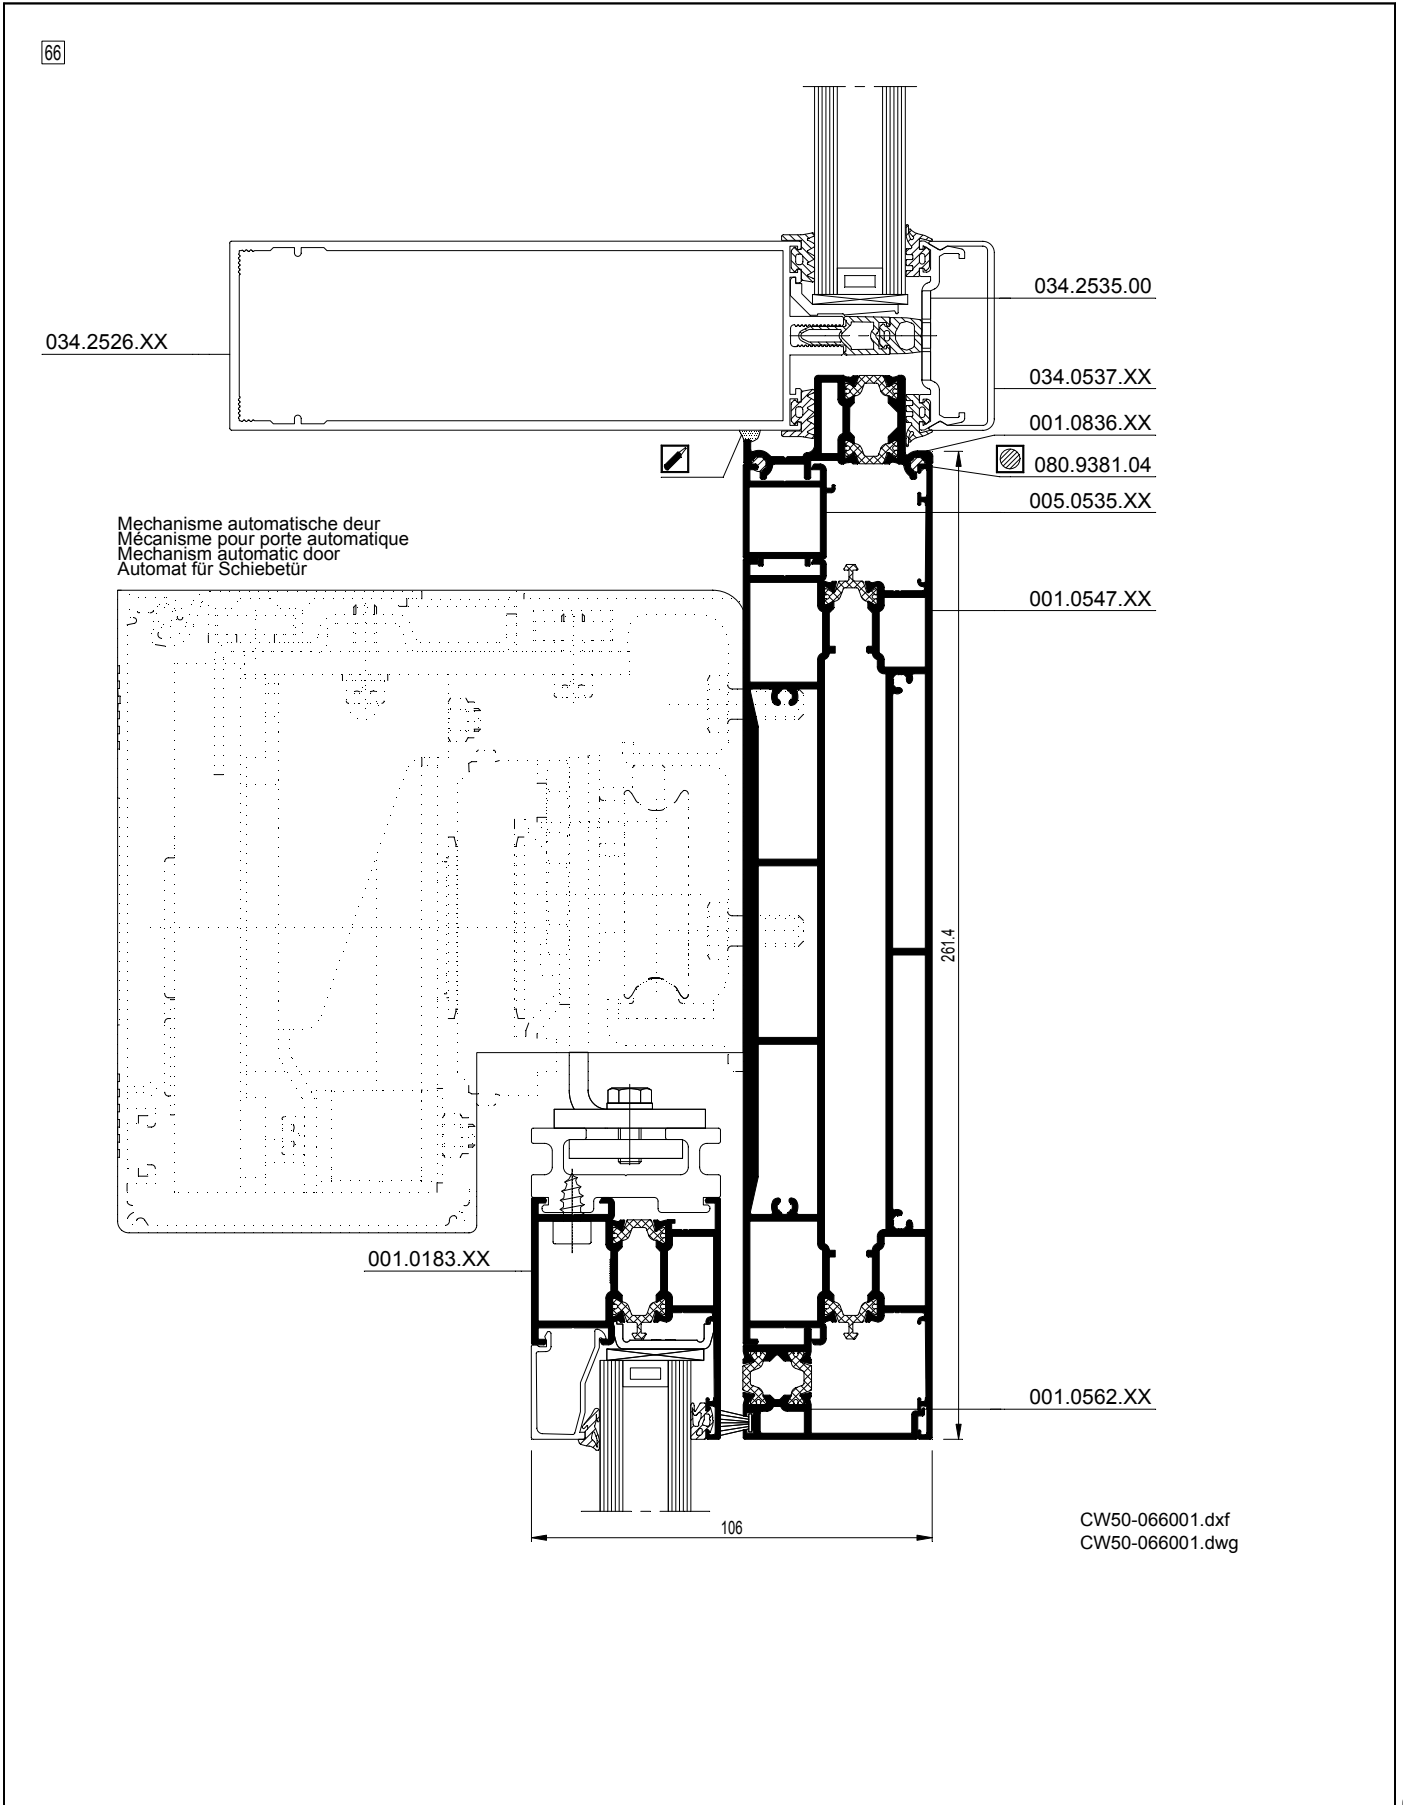 66
034.2535.00
034.2526.XX
034.0537.XX
001.0836.XX
080.9381.04
005.0535.XX
Mechanisme automatische deur
Mécanisme pour porte automatique
Mechanism automatic door
Automat für Schiebetür
001.0547.XX
261.4
001.0183.XX
001.0562.XX
106
CW50-066001.dxf
CW50-066001.dwg